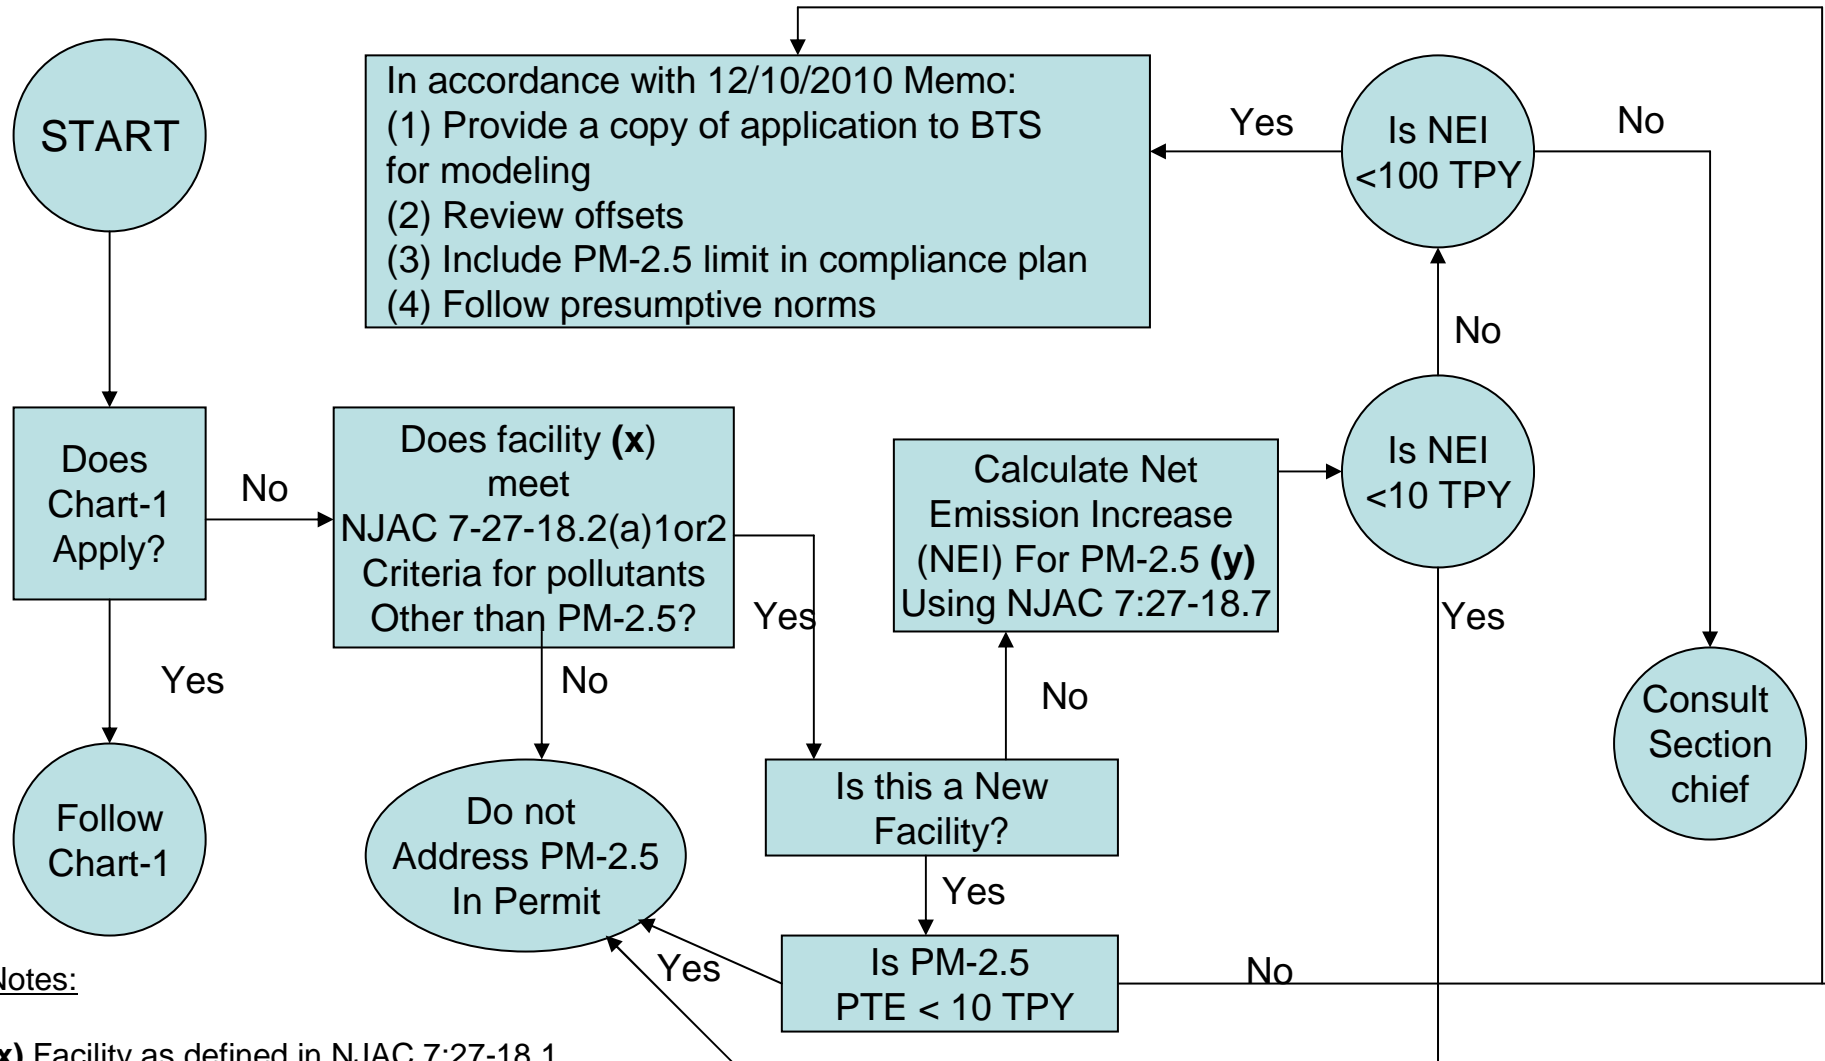 START
In accordance with 12/10/2010 Memo:
(1) Provide a copy of application to BTS
for modeling
(2) Review offsets
(3) Include PM-2.5 limit in compliance plan
(4) Follow presumptive norms
Yes
Is NEI
<100 TPY
No
No
Does
Chart-1
Apply?
No
Does facility (x)
meet
NJAC 7-27-18.2(a)1or2
Criteria for pollutants
Other than PM-2.5?
Yes
Calculate Net
Emission Increase
(NEI) For PM-2.5 (y)
Using NJAC 7:27-18.7
Is NEI
<10 TPY
Yes
Yes
No
No
Consult
Section
chief
Follow
Chart-1
Do not
Address PM-2.5
In Permit
Is this a New
Facility?
Yes
Yes
Is PM-2.5
PTE < 10 TPY
No
Notes:
x) Facility as defined in NJAC 7:27-18.1